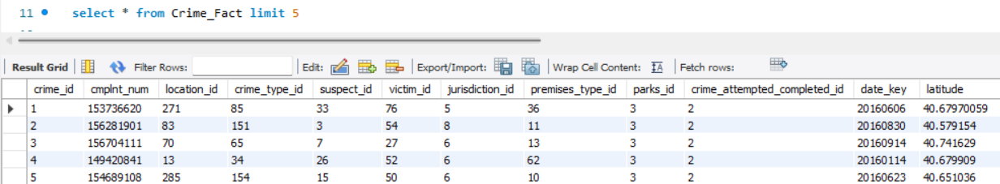 11 select * from Crime_Fact limit 5
Result Grid Filter Rows: Edit: Export/Import: Wrap Cell Content: Fetch rows:
crime_id cmplnt_num location_id crime_type_id suspect_id victim_id jurisdiction_id premises_type_id parks_id crime_attempted_completed_id date_key latitude
1 153736620 271 85 33 76 5 36 3 2 20160606 40.67970059
2 156281901 83 151 3 54 8 11 3 2 20160830 40.579154
3 156704111 70 65 7 27 6 13 3 2 20160914 40.741629
4 149420841 13 34 26 52 6 62 3 2 20160114 40.679909
5 154689108 285 154 15 50 6 10 3 2 20160623 40.651036